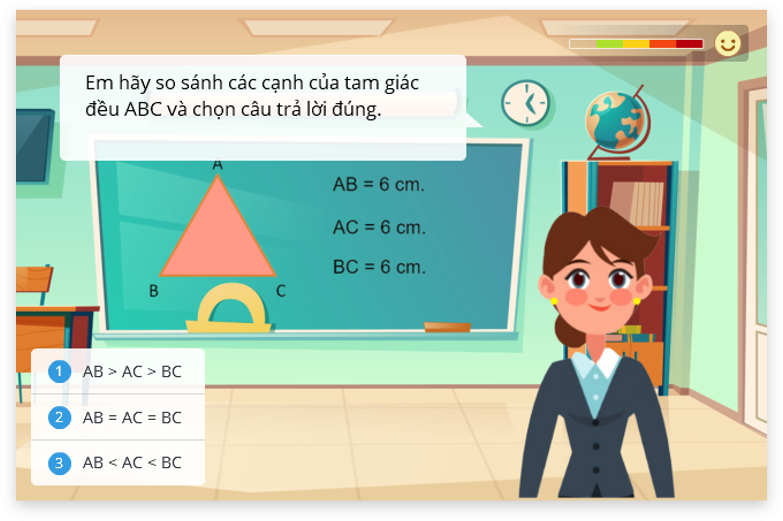 Em hãy so sánh các cạnh của tam giác
đều ABC và chọn câu trả lời đúng.
A
AB = 6 cm.
AC = 6 cm.
BC = 6 cm.
B
C
1 AB > AC > BC
2 AB = AC = BC
3 AB < AC < BC